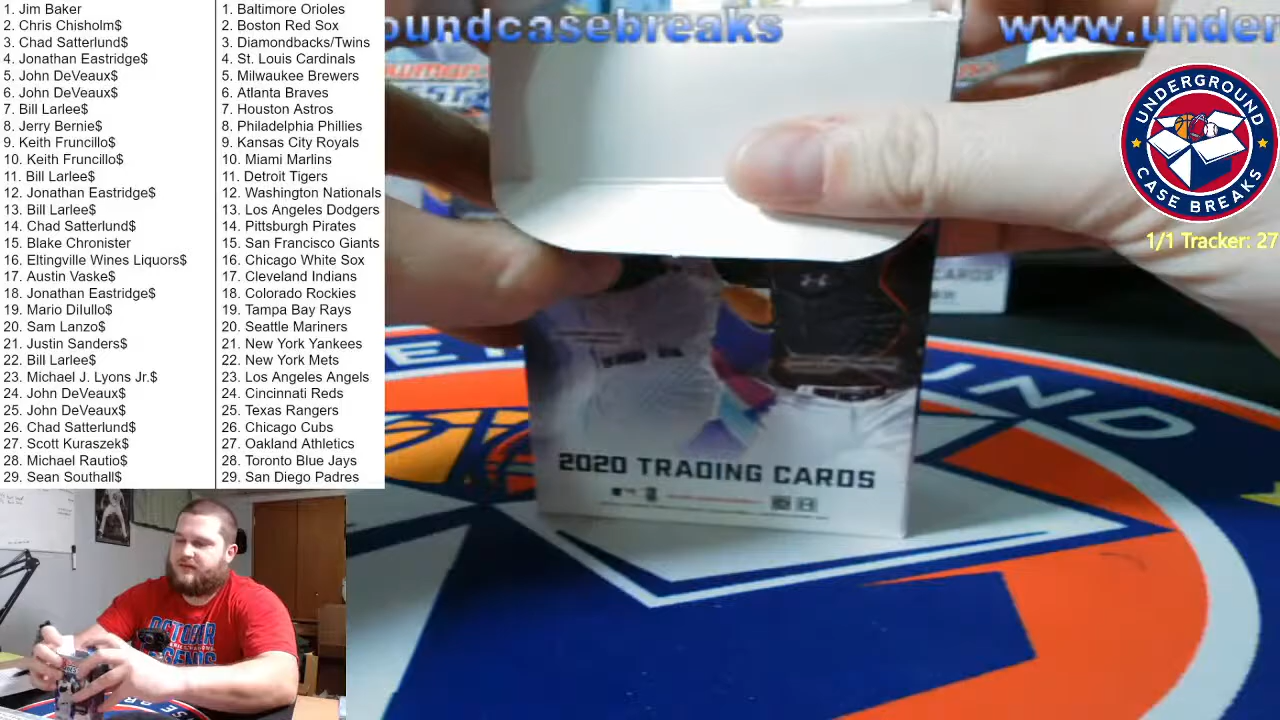 1. Jim Baker
2. Chris Chisholm$
3. Chad Satterlund$
4. Jonathan Eastridge$
5. John DeVeaux$
6. John DeVeaux$
7. Bill Larlee$
8. Jerry Bernie$
9. Keith Fruncillo$
10. Keith Fruncillo$
11. Bill Larlee$
12. Jonathan Eastridge$
13. Bill Larlee$
14. Chad Satterlund$
15. Blake Chronister
16. Eltingville Wines Liquors$
17. Austin Vaske$
18. Jonathan Eastridge$
19. Mario DiIullo$
20. Sam Lanzo$
21. Justin Sanders$
22. Bill Larlee$
23. Michael J. Lyons Jr.$
24. John DeVeaux$
25. John DeVeaux$
26. Chad Satterlund$
27. Scott Kuraszek$
28. Michael Rautio$
29. Sean Southall$
1. Baltimore Orioles
2. Boston Red Sox
3. Diamondbacks/Twins
4. St. Louis Cardinals
5. Milwaukee Brewers
6. Atlanta Braves
7. Houston Astros
8. Philadelphia Phillies
9. Kansas City Royals
10. Miami Marlins
11. Detroit Tigers
12. Washington Nationals
13. Los Angeles Dodgers
14. Pittsburgh Pirates
15. San Francisco Giants
16. Chicago White Sox
17. Cleveland Indians
18. Colorado Rockies
19. Tampa Bay Rays
20. Seattle Mariners
21. New York Yankees
22. New York Mets
23. Los Angeles Angels
24. Cincinnati Reds
25. Texas Rangers
26. Chicago Cubs
27. Oakland Athletics
28. Toronto Blue Jays
29. San Diego Padres
oundcasebreaks www.under
UNDERGROUND
CASE BREAKS
1/1 Tracker: 27
CARDS
2020 TRADING CARDS
OCTOBER
LEGENDS